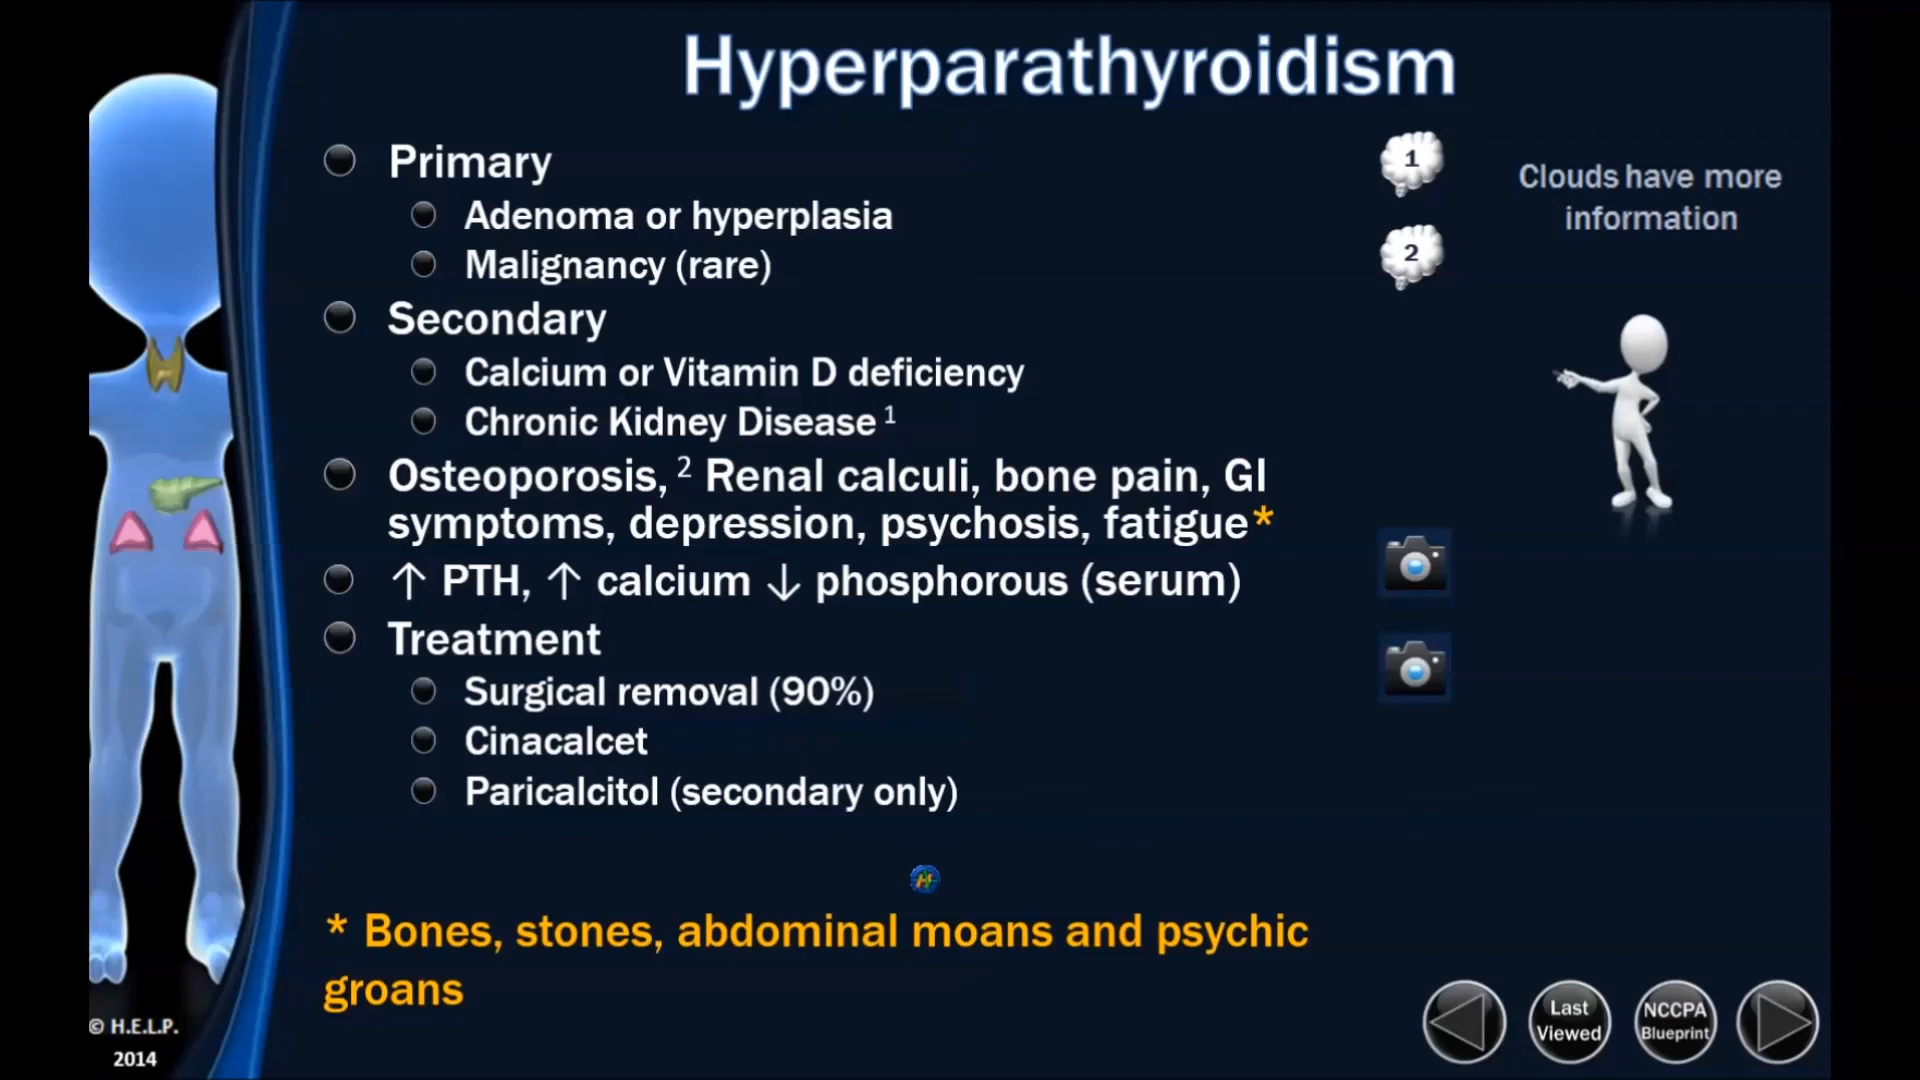 Hyperparathyroidism
Primary
Adenoma or hyperplasia
Malignancy (rare)
Secondary
Calcium or Vitamin D deficiency
Chronic Kidney Disease 1
Osteoporosis, 2 Renal calculi, bone pain, GI
symptoms, depression, psychosis, fatigue*
↑ PTH, ↑ calcium ↓ phosphorous (serum)
Treatment
Surgical removal (90%)
Cinacalcet
Paricalcitol (secondary only)
* Bones, stones, abdominal moans and psychic
groans
1
2
Clouds have more
information
H
© H.E.L.P.
2014
Last
Viewed
NCCPA
Blueprint